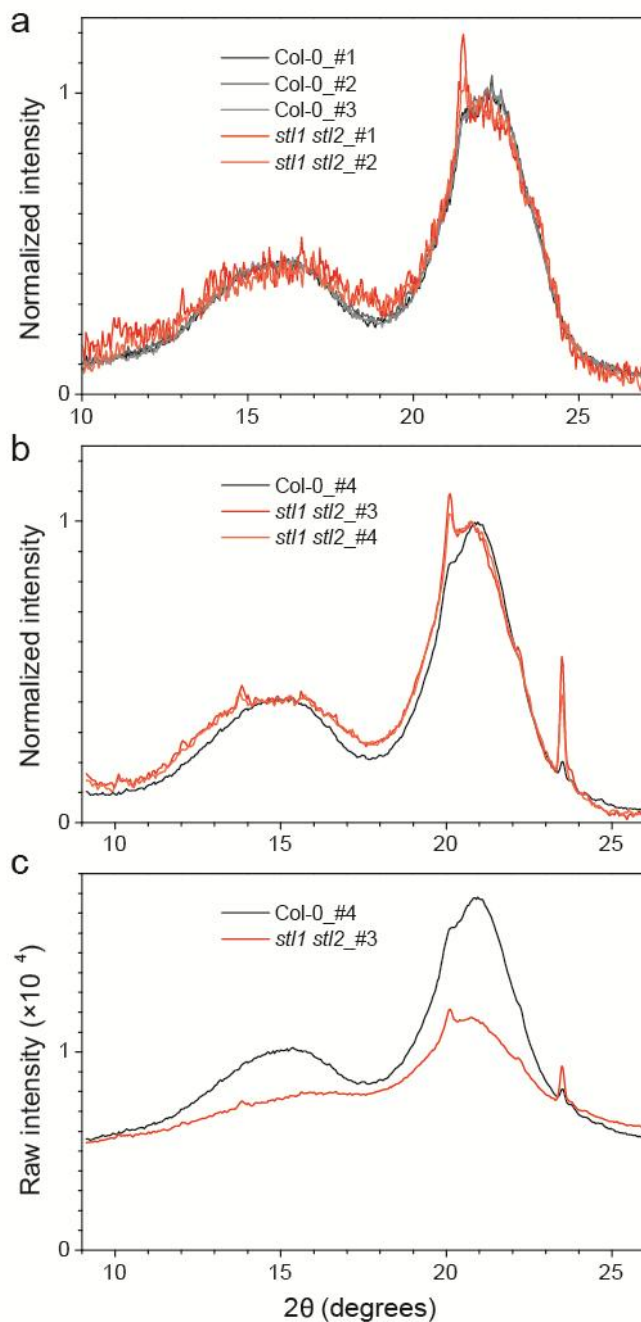 a
Col-0_#1
Col-0_#2
Col-0_#3
stl1 stl2_#1
stl1 stl2_#2
Normalized intensity
1
0
10 15 20 25
b
Col-0_#4
stl1 stl2_#3
stl1 stl2_#4
Normalized intensity
1
0
10 15 20 25
c
Col-0_#4
stl1 stl2_#3
Raw intensity (×10 4)
1
0
10 15 20 25
2θ (degrees)